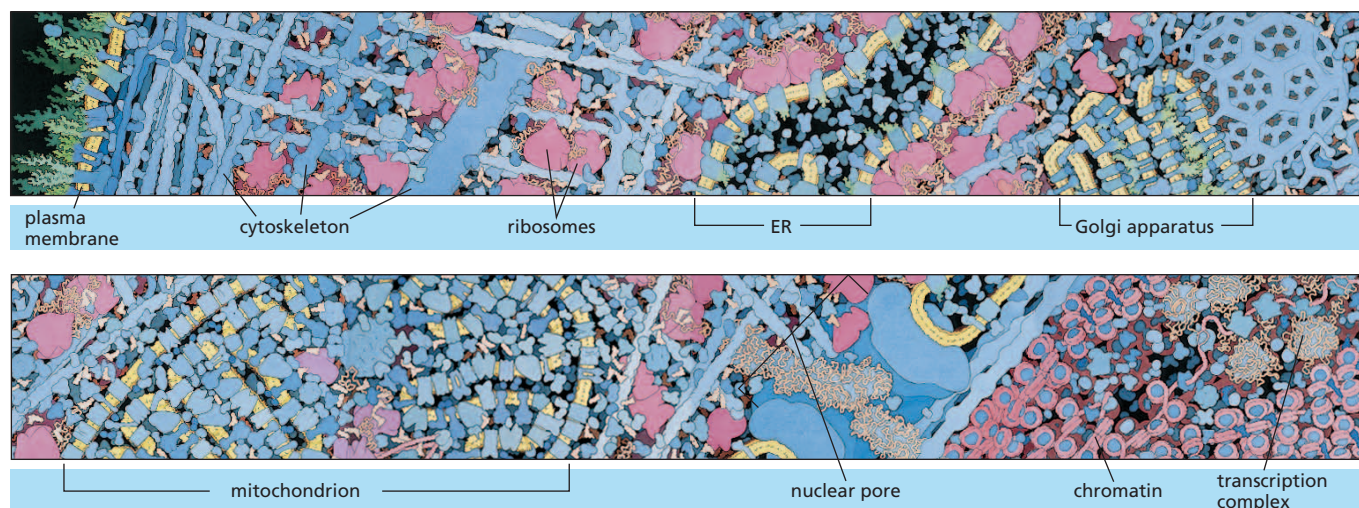 plasma
membrane
cytoskeleton
ribosomes
ER
Golgi apparatus
mitochondrion
nuclear pore
chromatin
transcription
complex